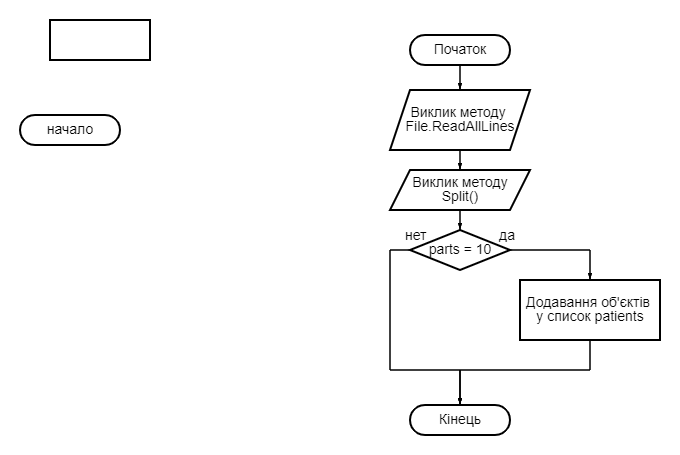 Початок
Виклик методу
File.ReadAllLines
начало
Виклик методу
Split()
нет
да
parts = 10
Додавання об'єктів
у список patients
Кінець